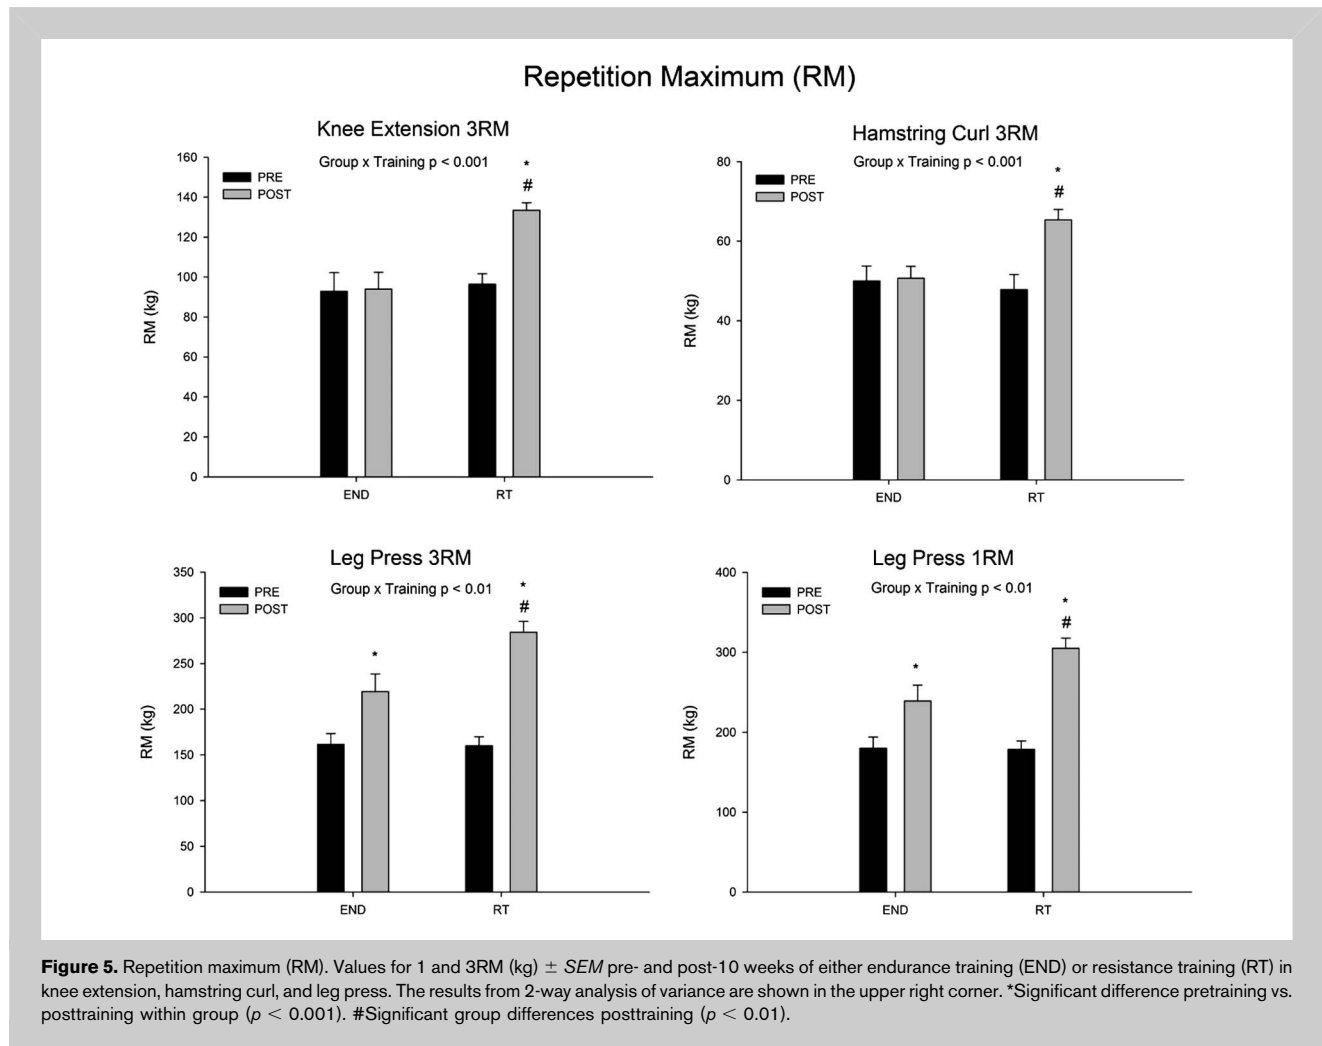 Repetition Maximum (RM)
Knee Extension 3RM
Group x Training p < 0.001
*
#
PRE
POST
160
140
120
100
80
60
40
20
0
RM (kg)
END
RT
Hamstring Curl 3RM
Group x Training p < 0.001
*
#
PRE
POST
80
60
40
20
0
RM (kg)
END
RT
Leg Press 3RM
Group x Training p < 0.01
*
#
*
PRE
POST
350
300
250
200
150
100
50
0
RM (kg)
END
RT
Leg Press 1RM
Group x Training p < 0.01
*
#
*
PRE
POST
400
300
200
100
0
RM (kg)
END
RT
Figure 5. Repetition maximum (RM). Values for 1 and 3RM (kg) ± SEM pre- and post-10 weeks of either endurance training (END) or resistance training (RT) in
knee extension, hamstring curl, and leg press. The results from 2-way analysis of variance are shown in the upper right corner. *Significant difference pretraining vs.
posttraining within group (p < 0.001). #Significant group differences posttraining (p < 0.01).